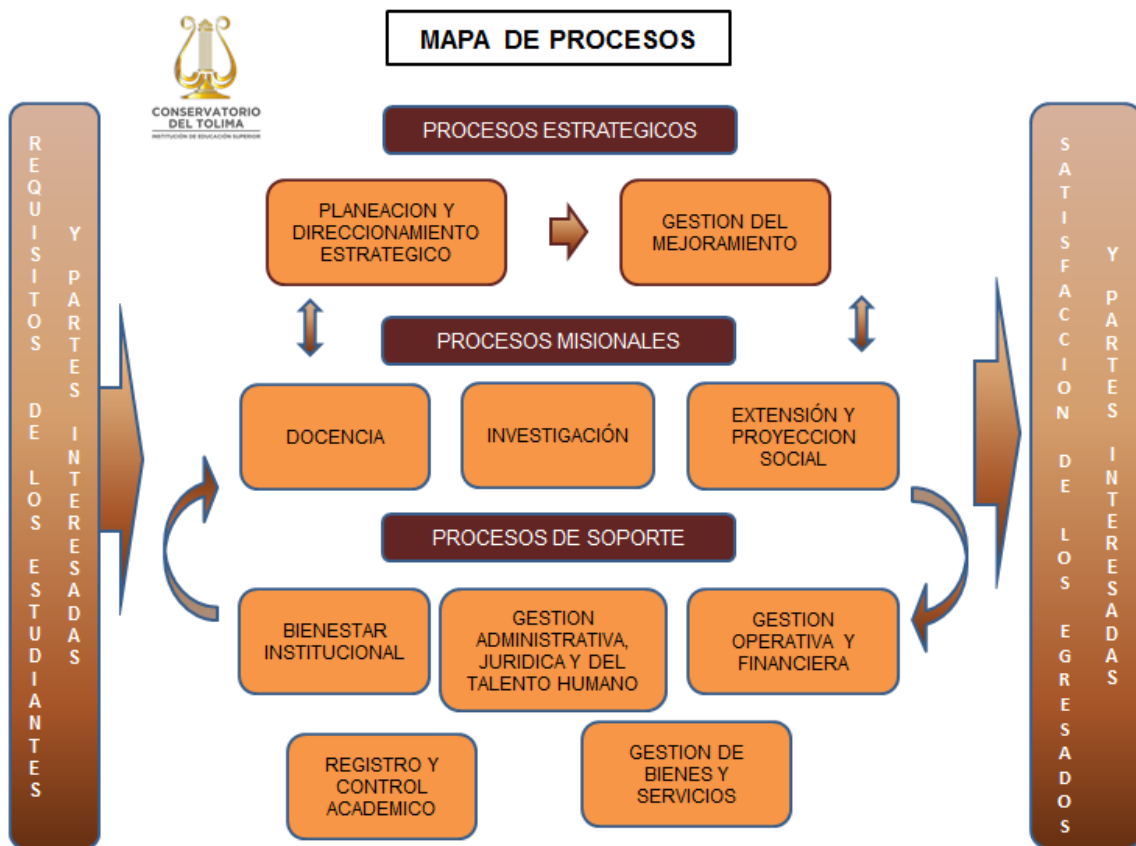 MAPA DE PROCESOS
CONSERVATORIO
DEL TOLIMA
INSTITUCIÓN DE EDUCACIÓN SUPERIOR
REQUISITOS DE LOS ESTUDIANTES
Y PARTES INTERESADAS
PROCESOS ESTRATEGICOS
PLANEACION Y
DIRECCIONAMIENTO
ESTRATEGICO
GESTION DEL
MEJORAMIENTO
PROCESOS MISIONALES
DOCENCIA
INVESTIGACIÓN
EXTENSIÓN Y
PROYECCION
SOCIAL
PROCESOS DE SOPORTE
BIENESTAR
INSTITUCIONAL
GESTION
ADMINISTRATIVA,
JURIDICA Y DEL
TALENTO HUMANO
GESTION
OPERATIVA Y
FINANCIERA
REGISTRO Y
CONTROL
ACADEMICO
GESTION DE
BIENES Y
SERVICIOS
SATISFACCION DE LOS EGRESADOS
Y PARTES INTERESADAS